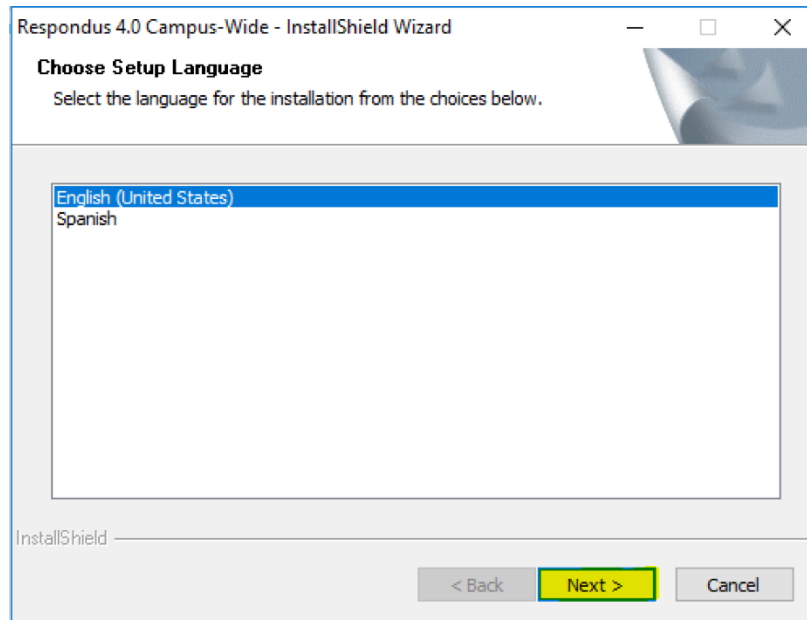 Respondus 4.0 Campus-Wide - InstallShield Wizard
Choose Setup Language
Select the language for the installation from the choices below.
English (United States)
Spanish
InstallShield
< Back Next > Cancel